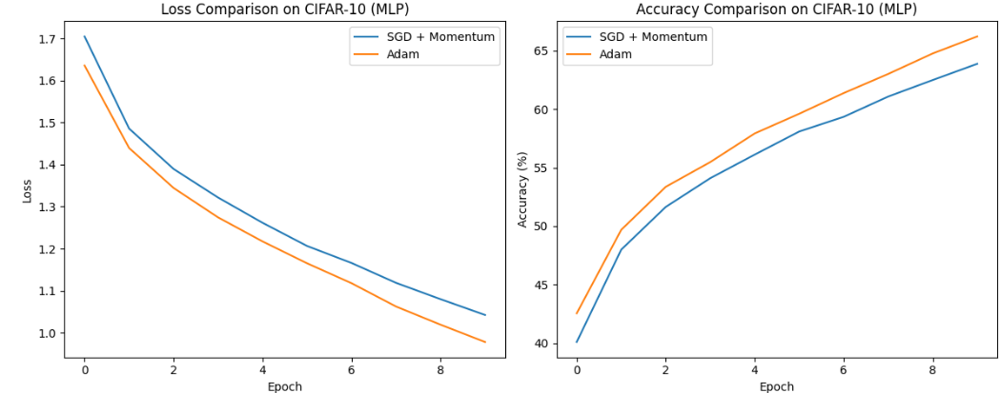 Loss Comparison on CIFAR-10 (MLP)
SGD + Momentum
Adam
1.7
1.6
1.5
1.4
1.3
1.2
1.1
1.0
Loss
0 2 4 6 8
Epoch
Accuracy Comparison on CIFAR-10 (MLP)
SGD + Momentum
Adam
65
60
55
50
45
40
Accuracy (%)
0 2 4 6 8
Epoch